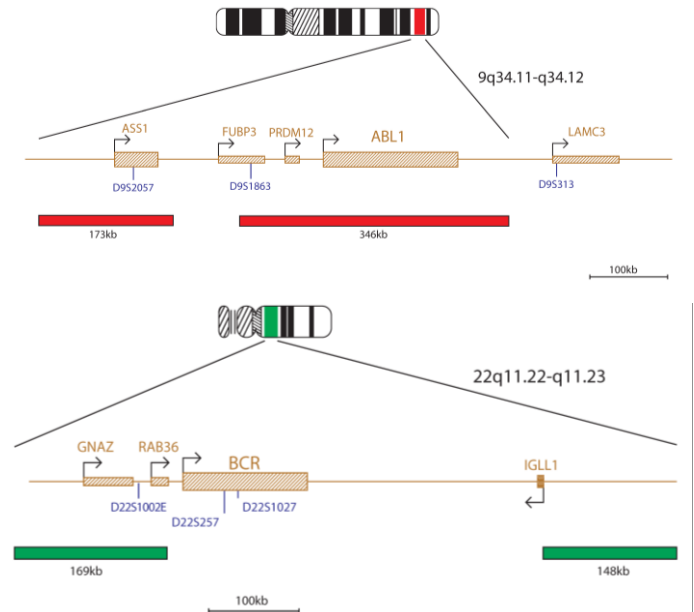 9q34.11-q34.12
ASS1 FUBP3 PRDM12 ABL1 LAMC3
D9S2057 D9S1863 D9S313
173kb 346kb
100kb
22q11.22-q11.23
GNAZ RAB36 BCR IGLL1
D22S1002E D22S1027
D22S257
169kb 148kb
100kb